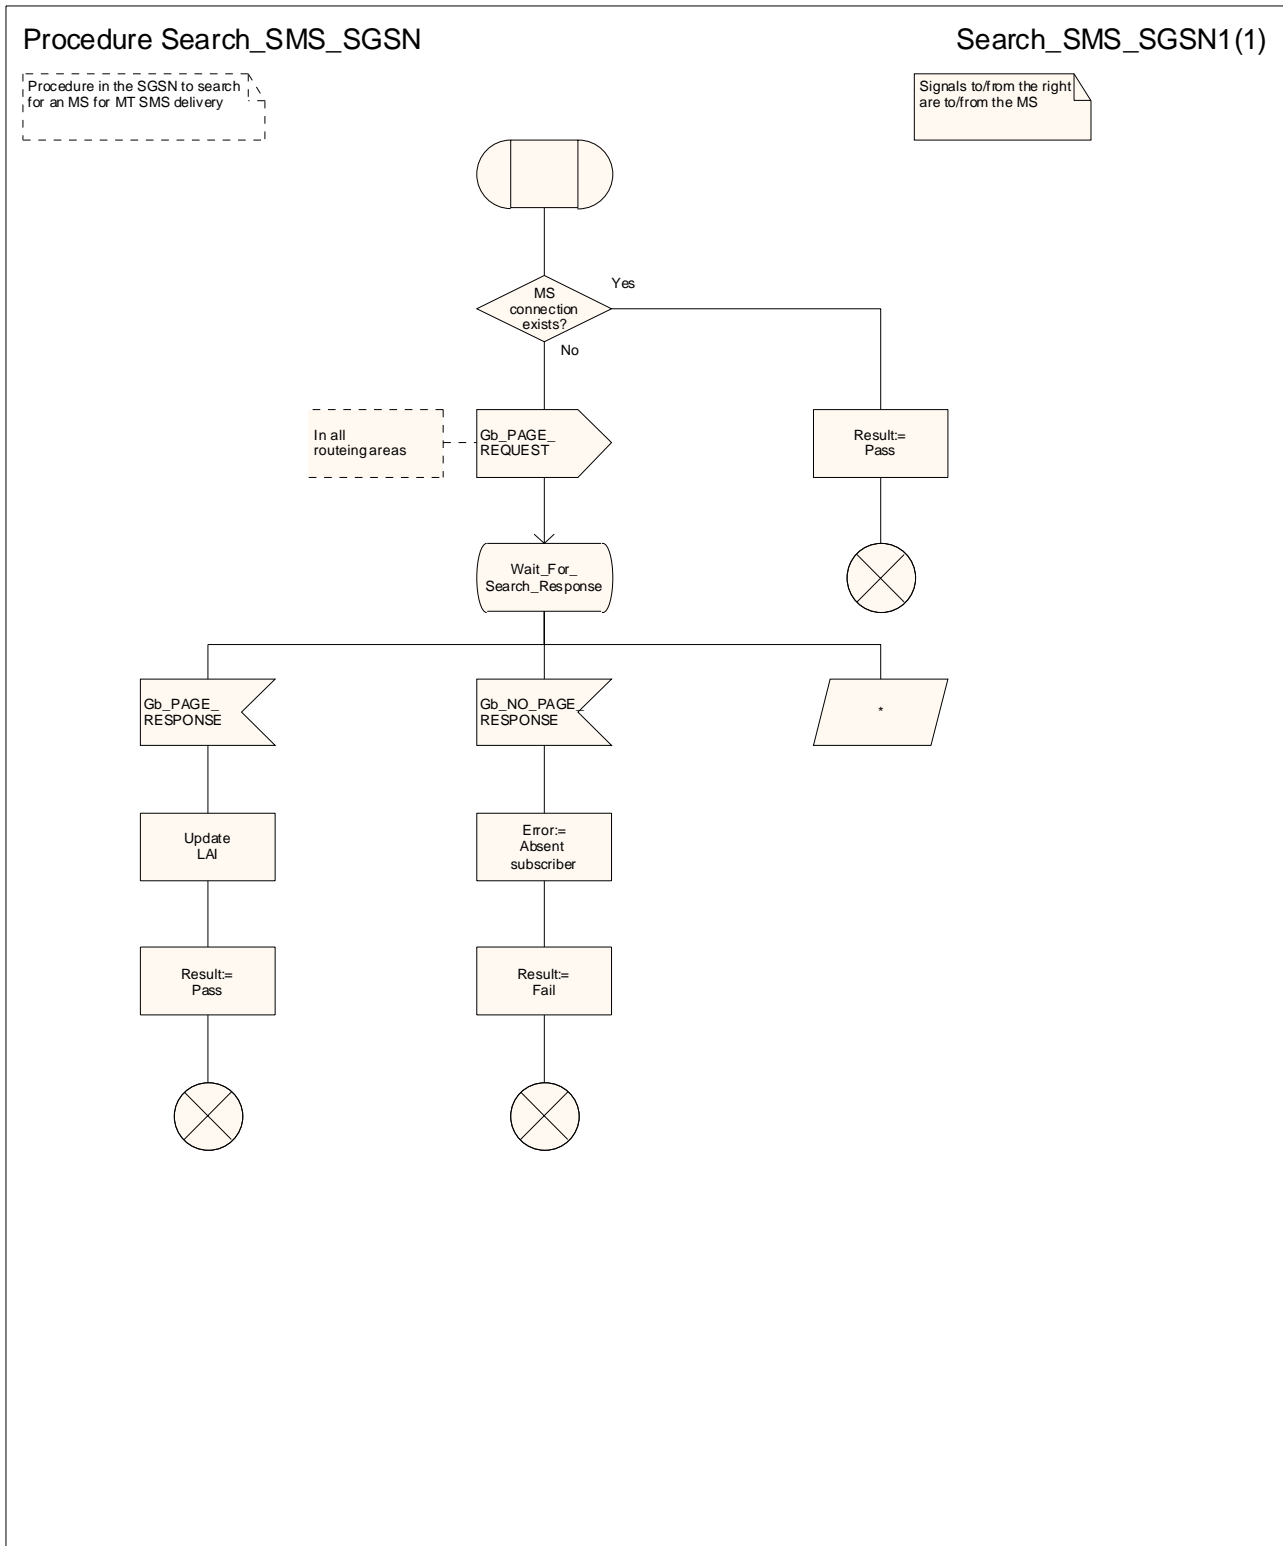 Procedure Search_SMS_SGSN
Search_SMS_SGSN1(1)
Procedure in the SGSN to search
for an MS for MT SMS delivery
Signals to/from the right
are to/from the MS
MS
connection
exists?
Yes
No
In all
routeing areas
Gb_PAGE_
REQUEST
Result:=
Pass
Wait_For_
Search_Response
Gb_PAGE_
RESPONSE
Gb_NO_PAGE_
RESPONSE
*
Update
LAI
Error:=
Absent
subscriber
Result:=
Pass
Result:=
Fail